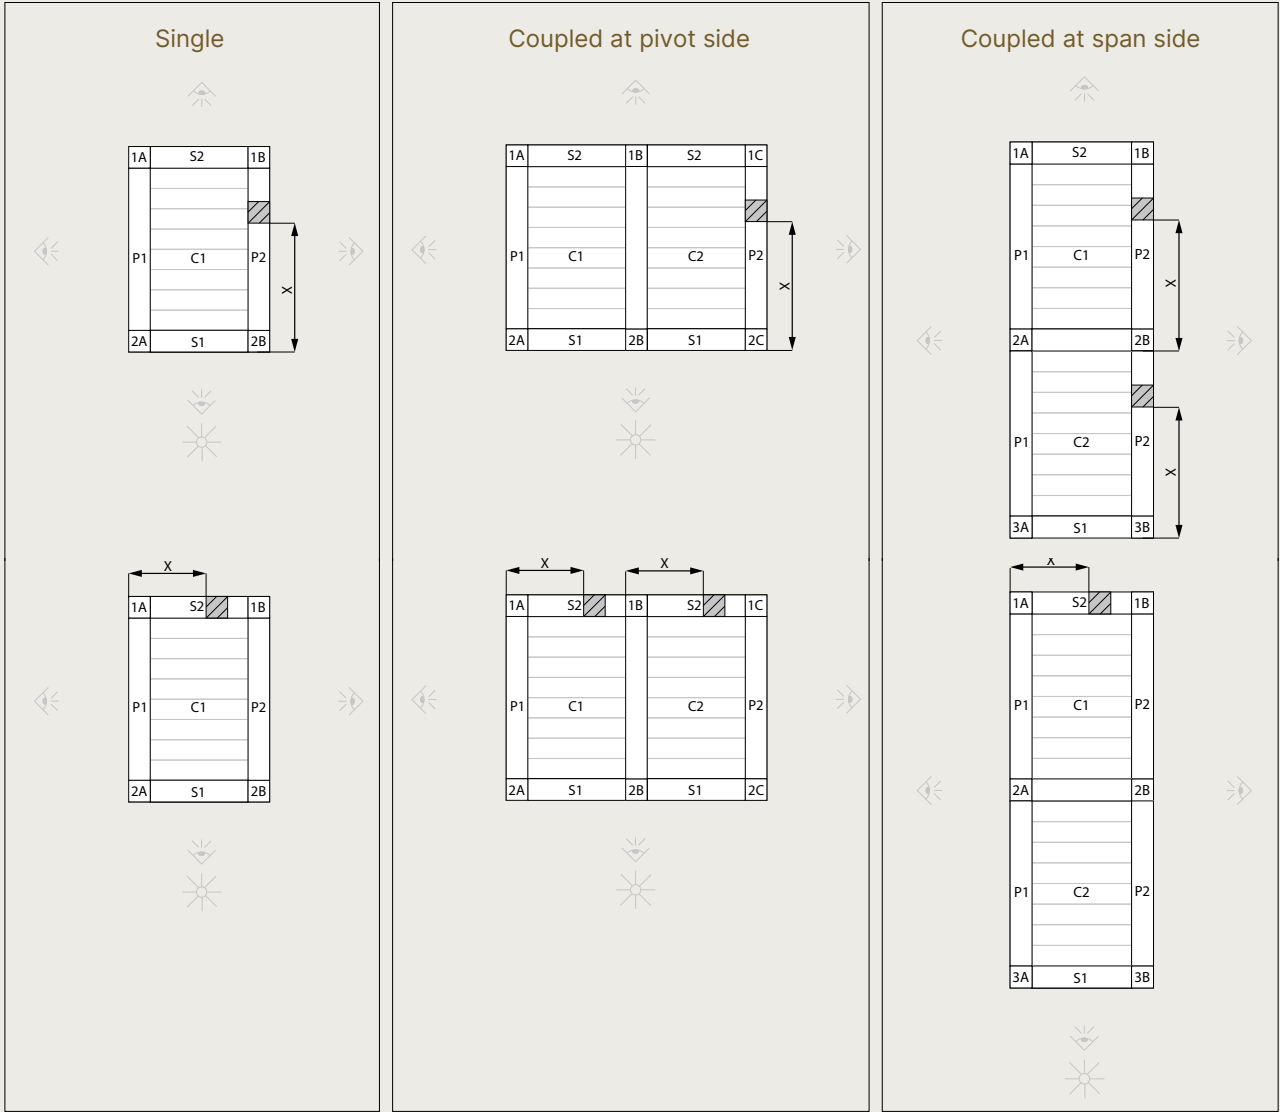 Single
1A S2 1B
P1 C1 P2
X
2A S1 2B
X
1A S2 1B
P1 C1 P2
2A S1 2B
Coupled at pivot side
1A S2 1B S2 1C
P1 C1 C2 P2
X
2A S1 2B S1 2C
X X
1A S2 1B S2 1C
P1 C1 C2 P2
2A S1 2B S1 2C
Coupled at span side
1A S2 1B
P1 C1 P2
X
2A 2B
P1 C2 P2
X
3A S1 3B
X
1A S2 1B
P1 C1 P2
2A 2B
P1 C2 P2
3A S1 3B